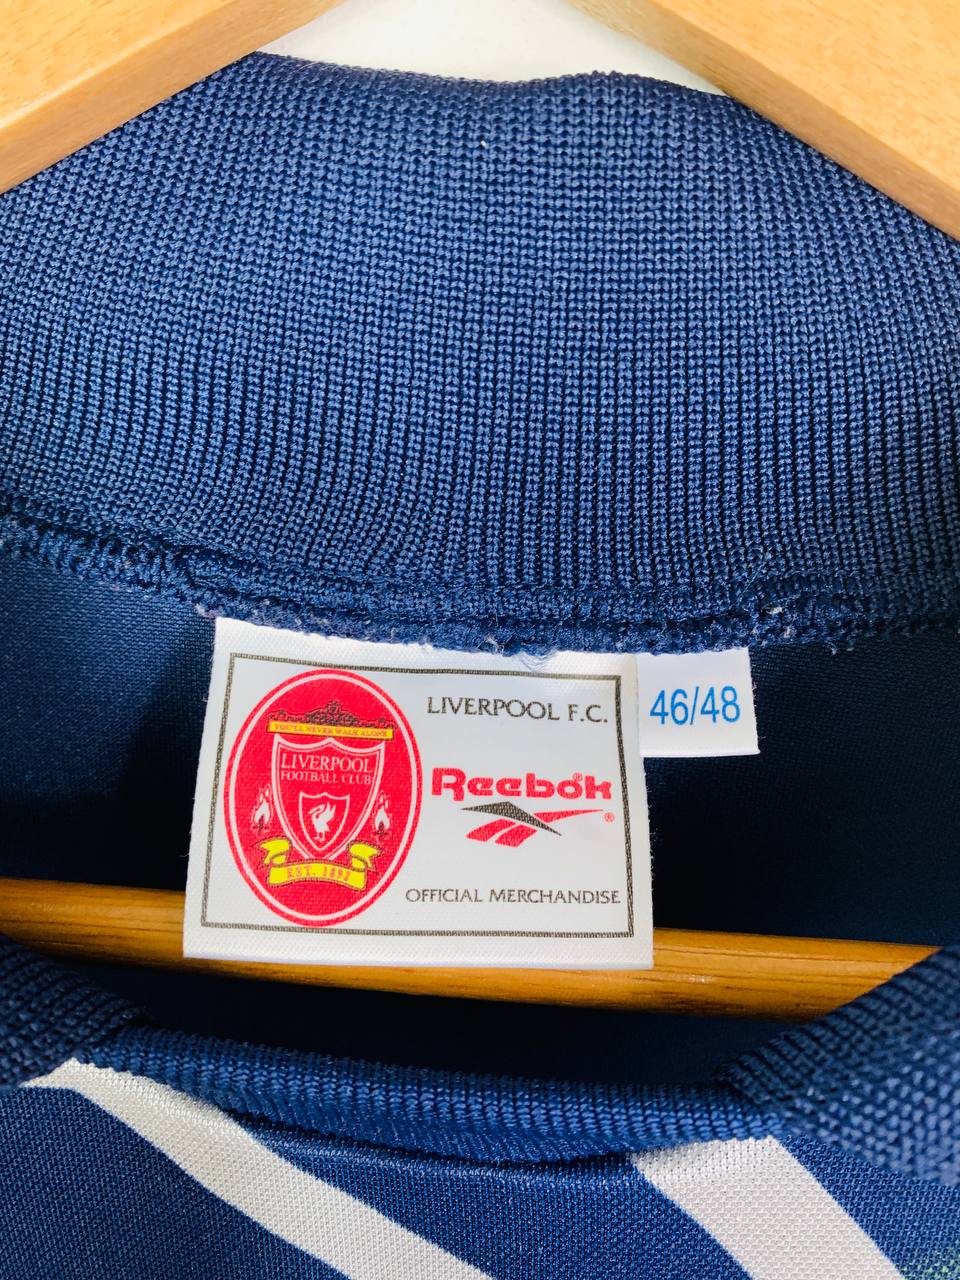 YOU'LL NEVER WALK ALONE
LIVERPOOL
FOOTBALL CLUB
EST. 1892
LIVERPOOL F.C.
Reebok
®
OFFICIAL MERCHANDISE
46/48